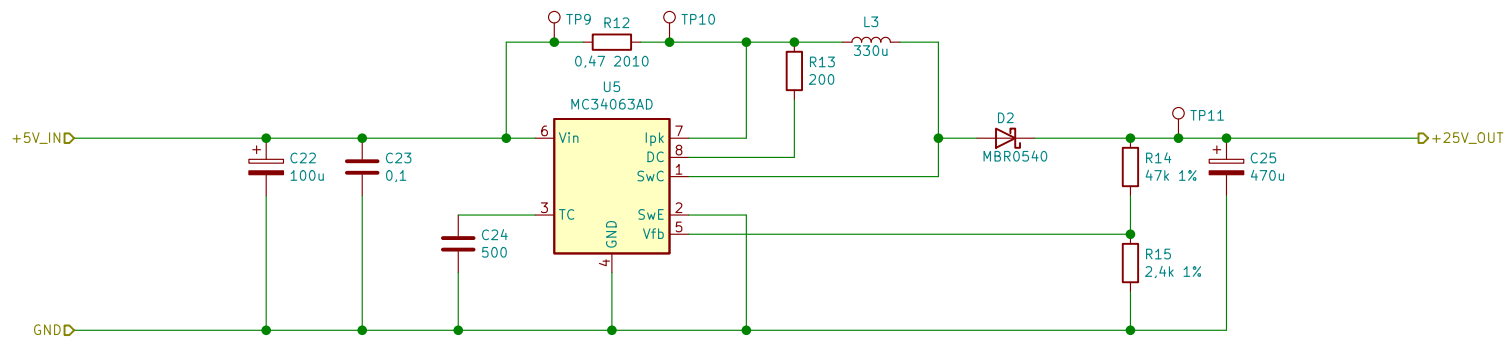 TP9
R12
TP10
L3
0,47 2010
330u
R13
200
U5
MC34063AD
+5V_IN
6
Vin
Ipk
7
DC
8
SwC
1
3
TC
SwE
2
Vfb
5
GND
4
D2
MBR0540
TP11
+25V_OUT
C22
100u
C23
0,1
R14
47k 1%
C25
470u
C24
500
R15
2,4k 1%
GND